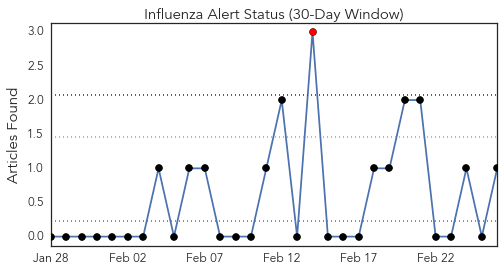 Influenza Alert Status (30-Day Window)
Articles Found
3.0
2.5
2.0
1.5
1.0
0.5
0.0
Jan 28 Feb 02 Feb 07 Feb 12 Feb 17 Feb 22